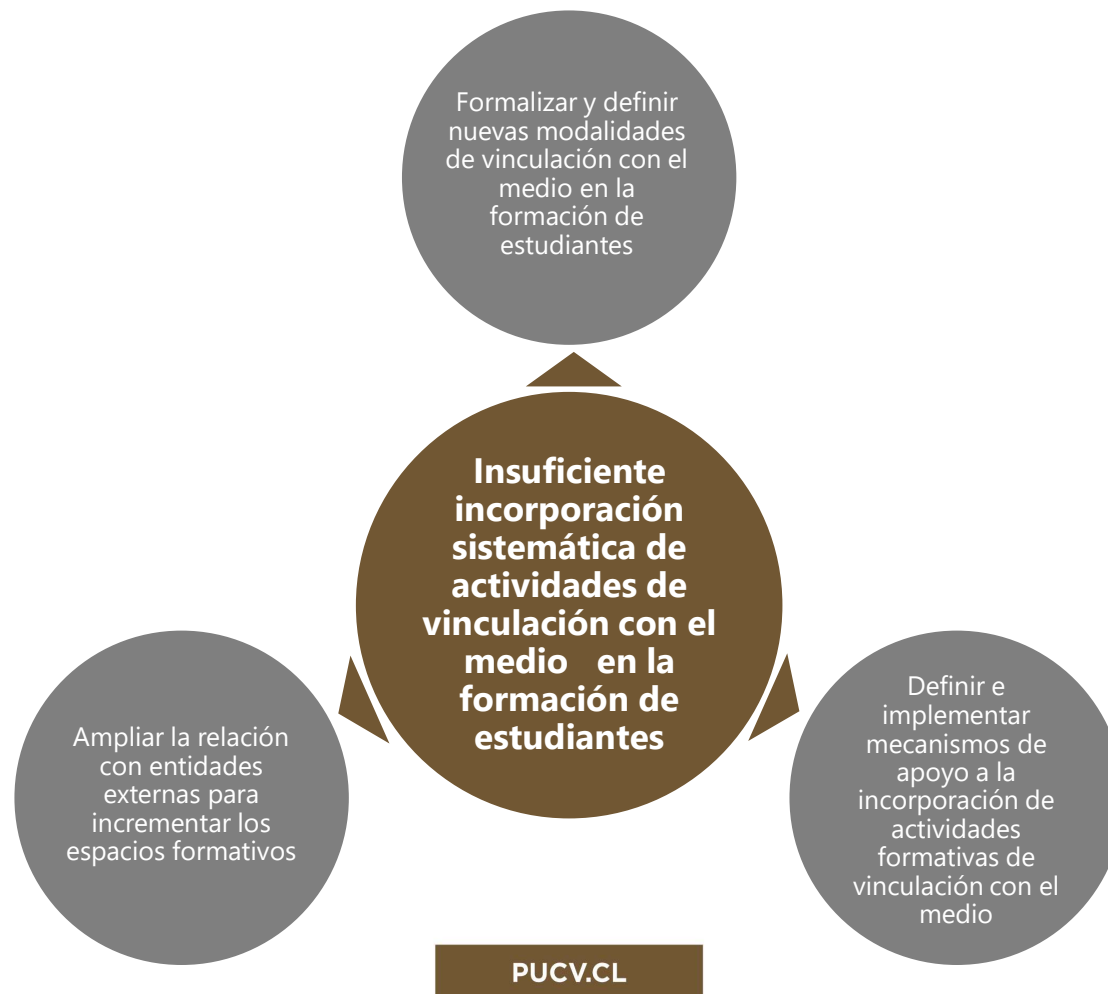 Formalizar y definir
nuevas modalidades
de vinculación con el
medio en la
formación de
estudiantes
Insuficiente
incorporación
sistemática de
actividades de
vinculación con el
medio en la
formación de
estudiantes
Ampliar la relación
con entidades
externas para
incrementar los
espacios formativos
Definir e
implementar
mecanismos de
apoyo a la
incorporación de
actividades
formativas de
vinculación con el
medio
PUCV.CL